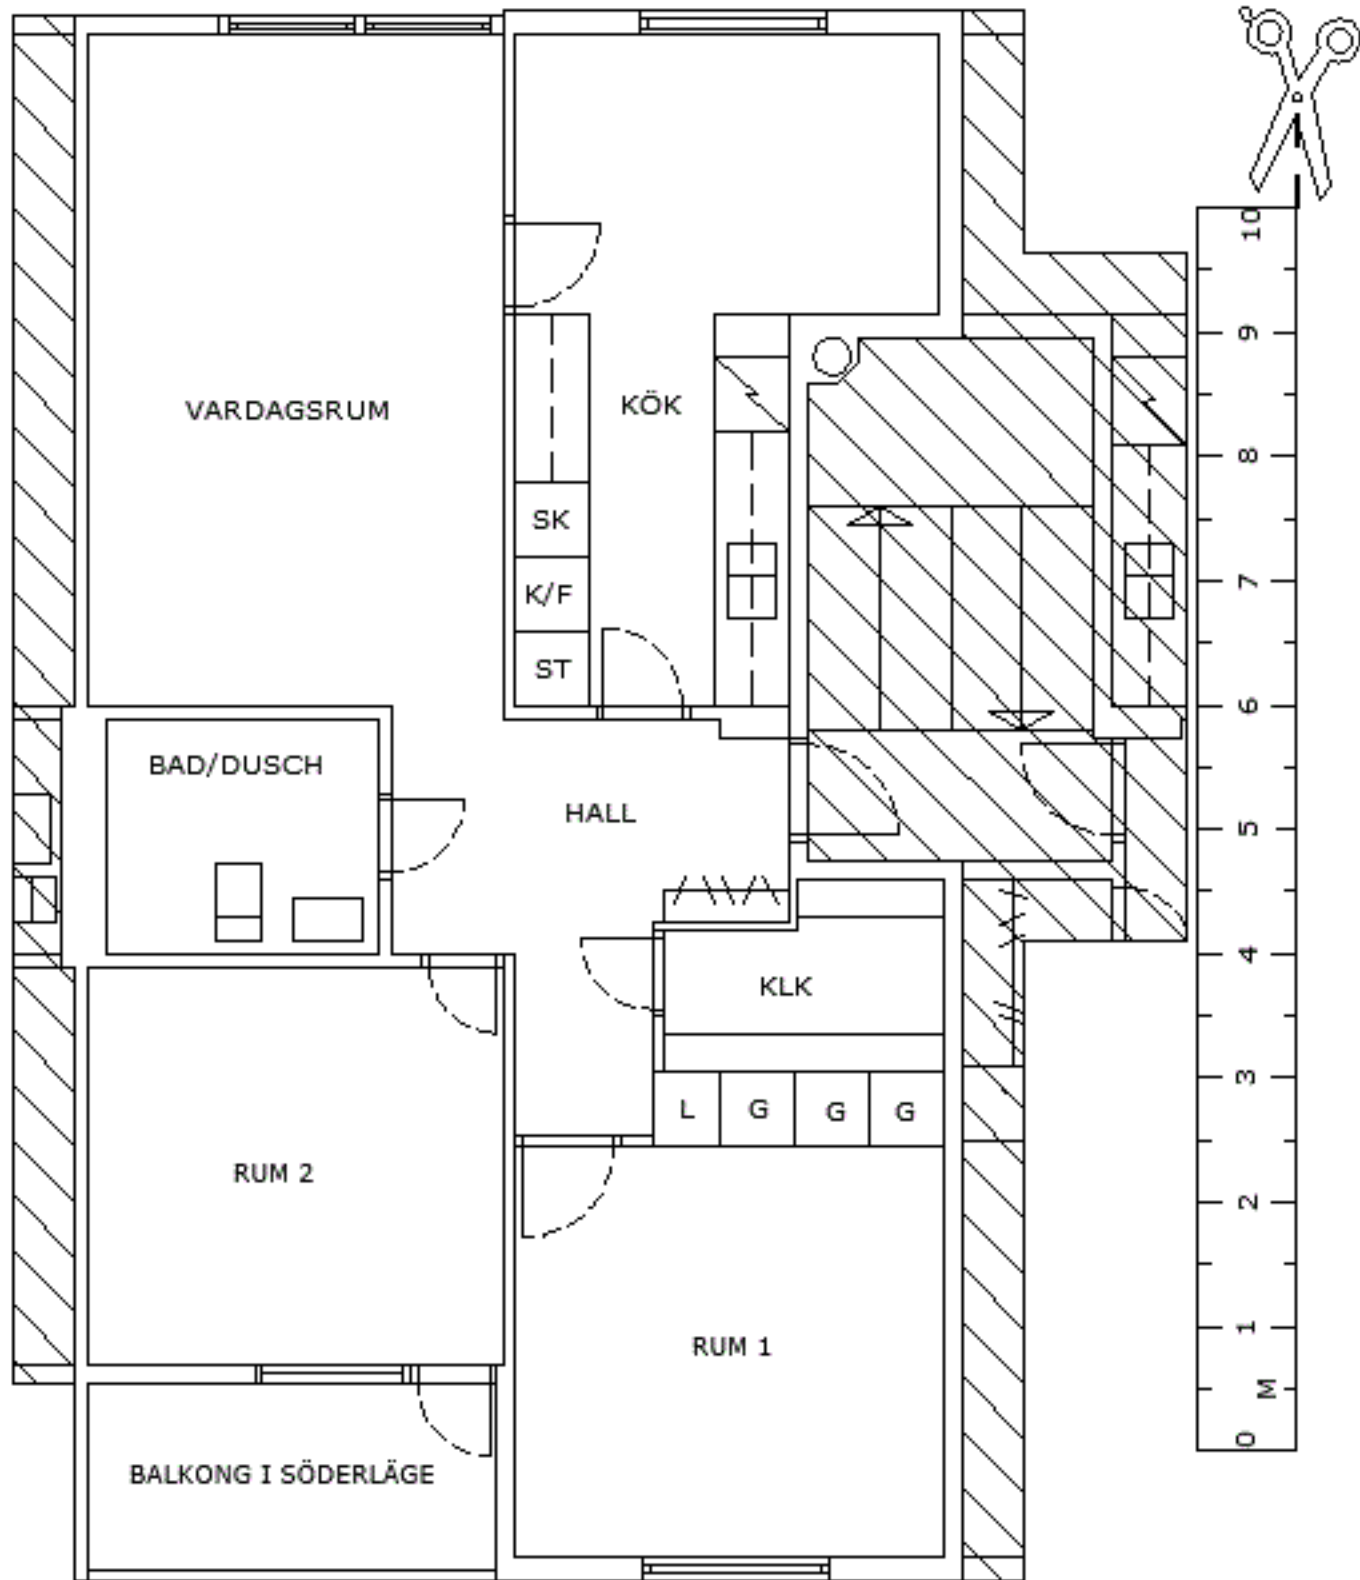 VARDAGSRUM
KÖK
SK
K/F
ST
BAD/DUSCH
HALL
KLK
L G G G
RUM 2
RUM 1
BALKONG I SÖDERLÄGE
10
9
8
7
6
5
4
3
2
1
M
0